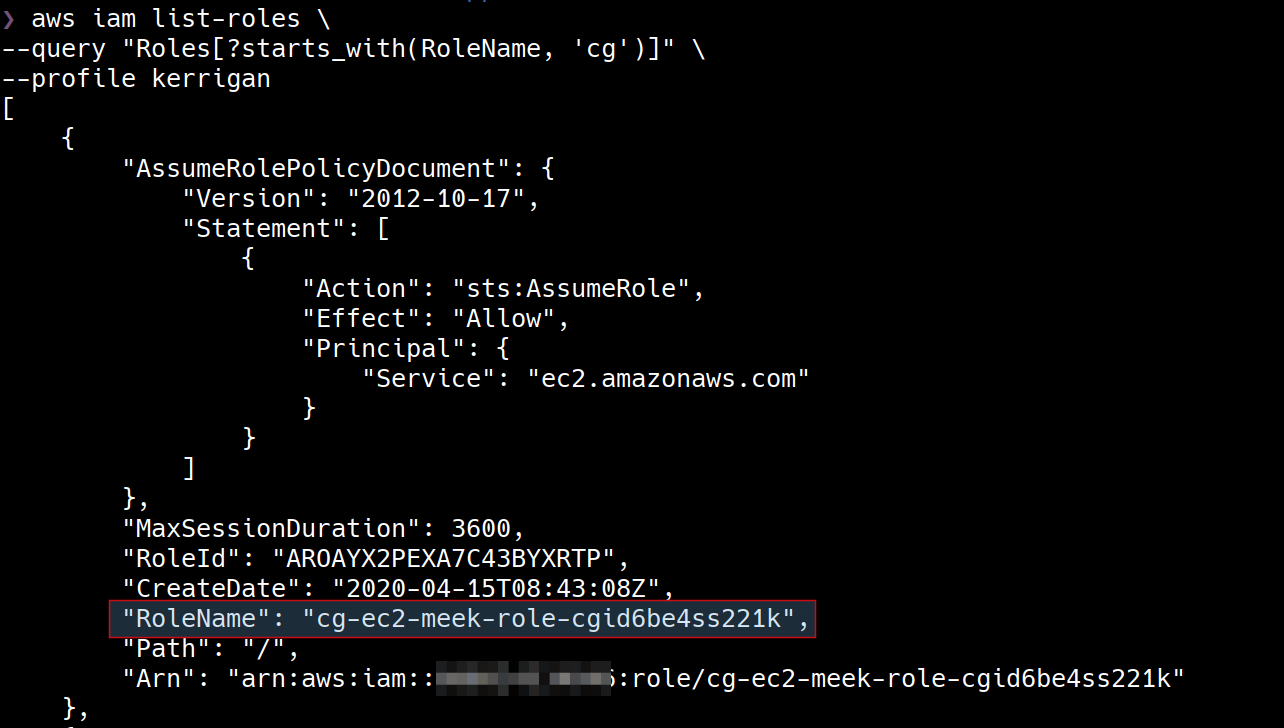 ❯ aws iam list-roles \
--query "Roles[?starts_with(RoleName, 'cg')]" \
--profile kerrigan
[
    {
        "AssumeRolePolicyDocument": {
            "Version": "2012-10-17",
            "Statement": [
                {
                    "Action": "sts:AssumeRole",
                    "Effect": "Allow",
                    "Principal": {
                        "Service": "ec2.amazonaws.com"
                    }
                }
            ]
        },
        "MaxSessionDuration": 3600,
        "RoleId": "AROAYX2PEXA7C43BYXRTP",
        "CreateDate": "2020-04-15T08:43:08Z",
        "RoleName": "cg-ec2-meek-role-cgid6be4ss221k",
        "Path": "/",
        "Arn": "arn:aws:iam:::role/cg-ec2-meek-role-cgid6be4ss221k"
    },